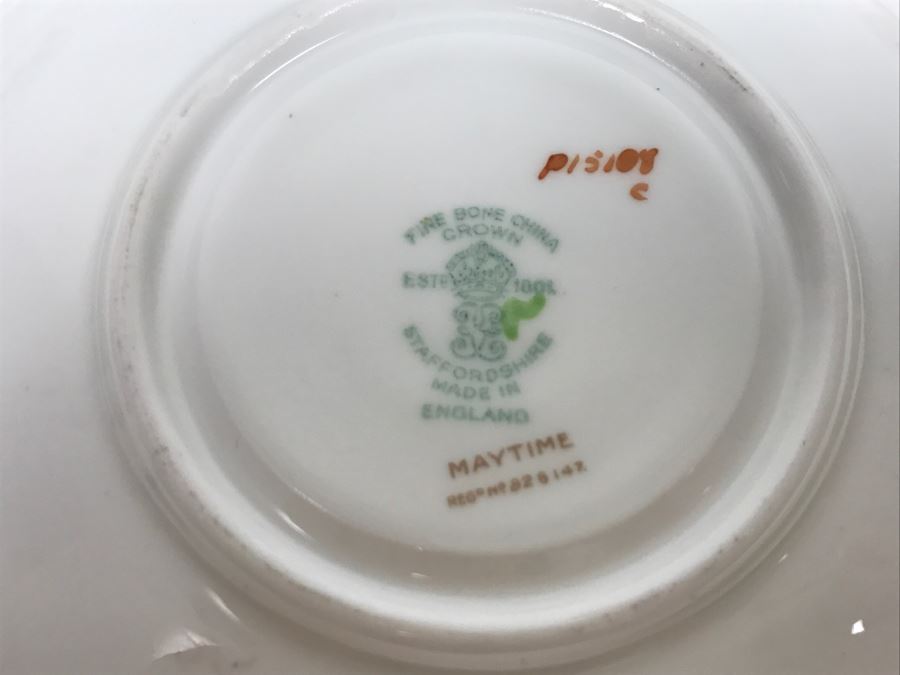 P15108
C
FINE BONE CHINA
CROWN
ESTD 1801
STAFFORDSHIRE
MADE IN
ENGLAND
MAYTIME
REGD No. 826142